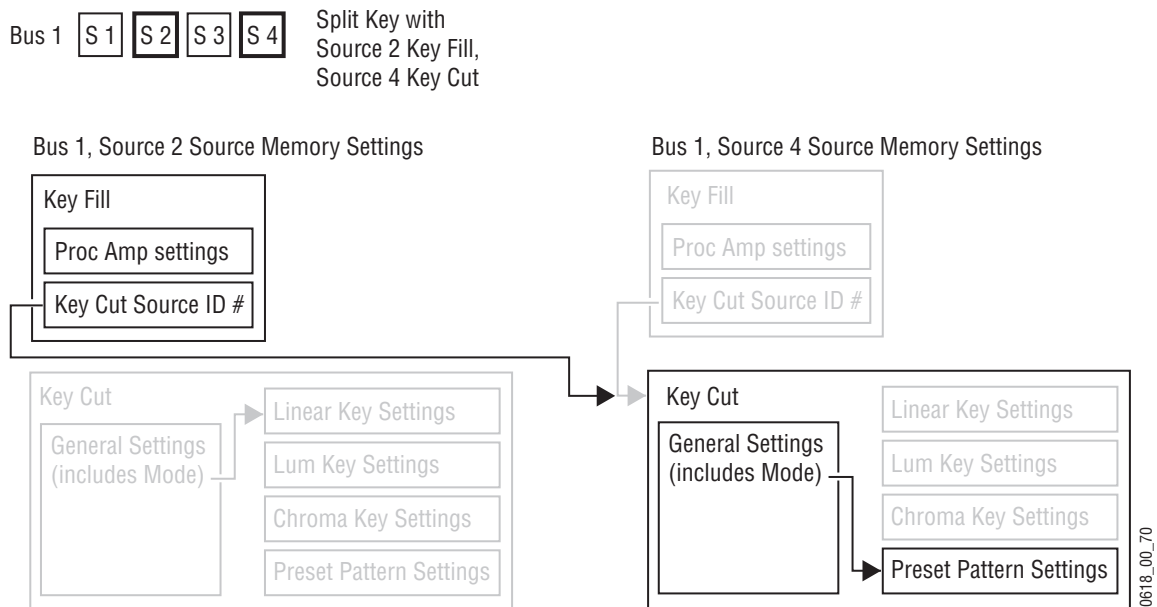 Bus 1 S 1 S 2 S 3 S 4
Split Key with
Source 2 Key Fill,
Source 4 Key Cut
Bus 1, Source 2 Source Memory Settings
Key Fill
Proc Amp settings
Key Cut Source ID #
Key Cut
General Settings
(includes Mode)
Linear Key Settings
Lum Key Settings
Chroma Key Settings
Preset Pattern Settings
Bus 1, Source 4 Source Memory Settings
Key Fill
Proc Amp settings
Key Cut Source ID #
Key Cut
General Settings
(includes Mode)
Linear Key Settings
Lum Key Settings
Chroma Key Settings
Preset Pattern Settings
0618_00_70